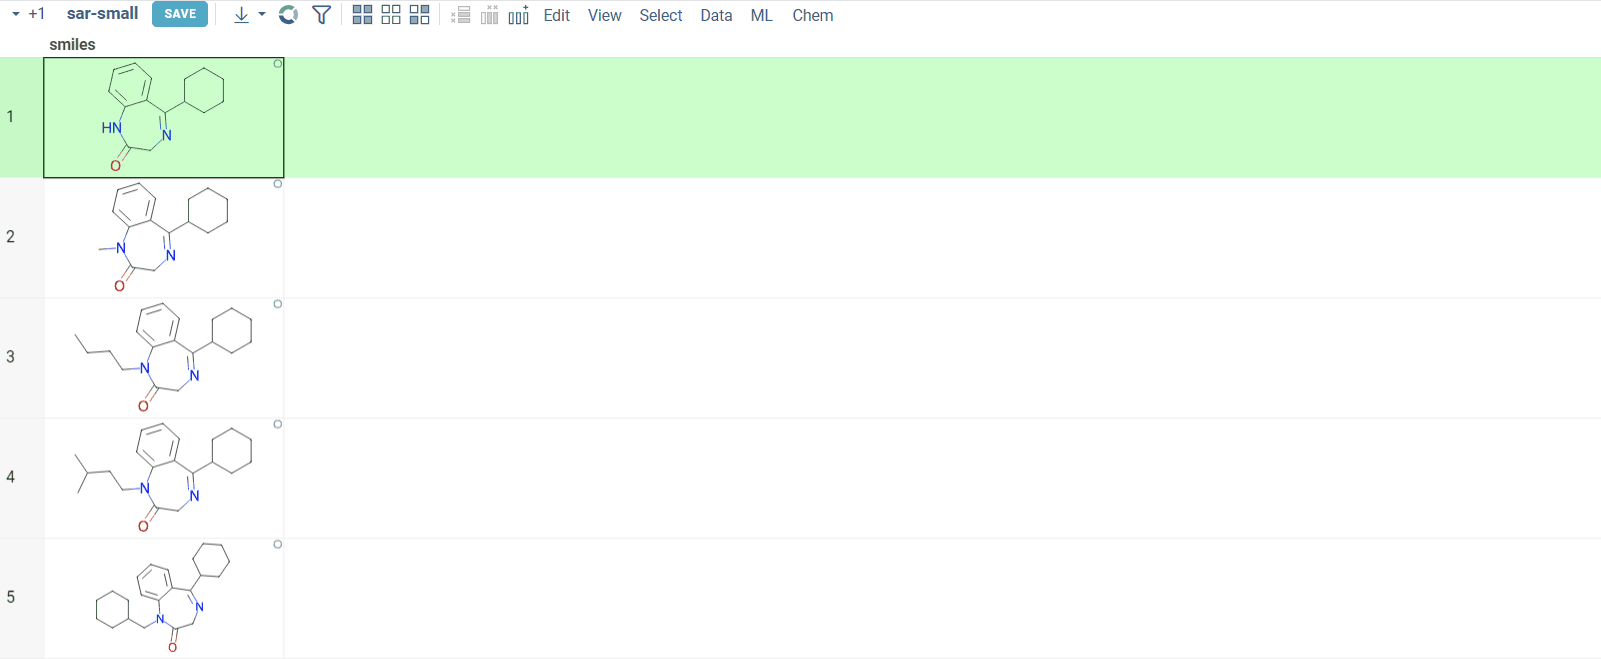 +1 sar-small SAVE Edit View Select Data ML Chem
smiles
1
HN
N
O
2
N
N
O
3
N
N
O
4
N
N
O
5
N
N
O